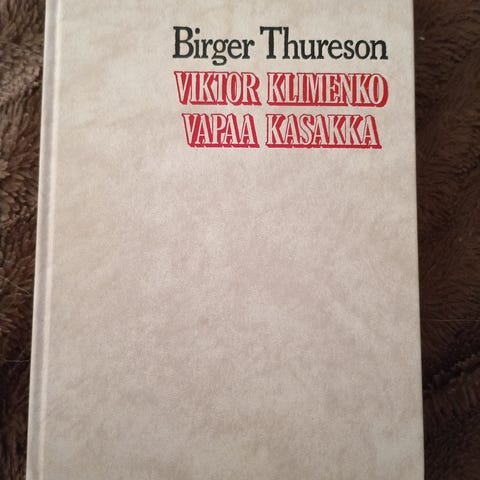 Birger Thureson
VIKTOR KLIMENKO
VAPAA KASAKKA